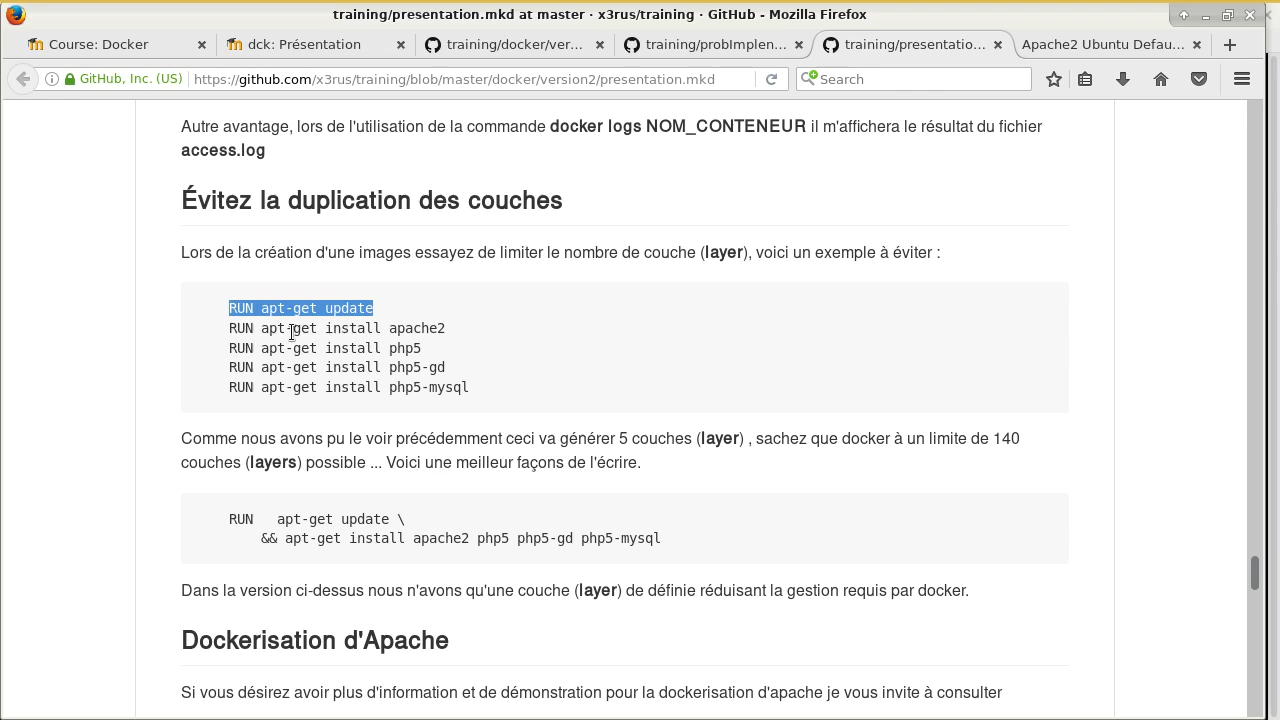 training/presentation.mkd at master · x3rus/training · GitHub - Mozilla Firefox
Course: Docker
dck: Présentation
training/docker/ver...
training/probImplen...
training/presentatio...
Apache2 Ubuntu Defau...
GitHub, Inc. (US)
https://github.com/x3rus/training/blob/master/docker/version2/presentation.mkd
Search
Autre avantage, lors de l'utilisation de la commande docker logs NOM_CONTENEUR il m'affichera le résultat du fichier
access.log
Évitez la duplication des couches
Lors de la création d'une images essayez de limiter le nombre de couche (layer), voici un exemple à éviter :
RUN apt-get update
RUN apt-get install apache2
RUN apt-get install php5
RUN apt-get install php5-gd
RUN apt-get install php5-mysql
Comme nous avons pu le voir précédemment ceci va générer 5 couches (layer) , sachez que docker à un limite de 140
couches (layers) possible ... Voici une meilleur façons de l'écrire.
RUN   apt-get update \
&& apt-get install apache2 php5 php5-gd php5-mysql
Dans la version ci-dessus nous n'avons qu'une couche (layer) de définie réduisant la gestion requis par docker.
Dockerisation d'Apache
Si vous désirez avoir plus d'information et de démonstration pour la dockerisation d'apache je vous invite à consulter